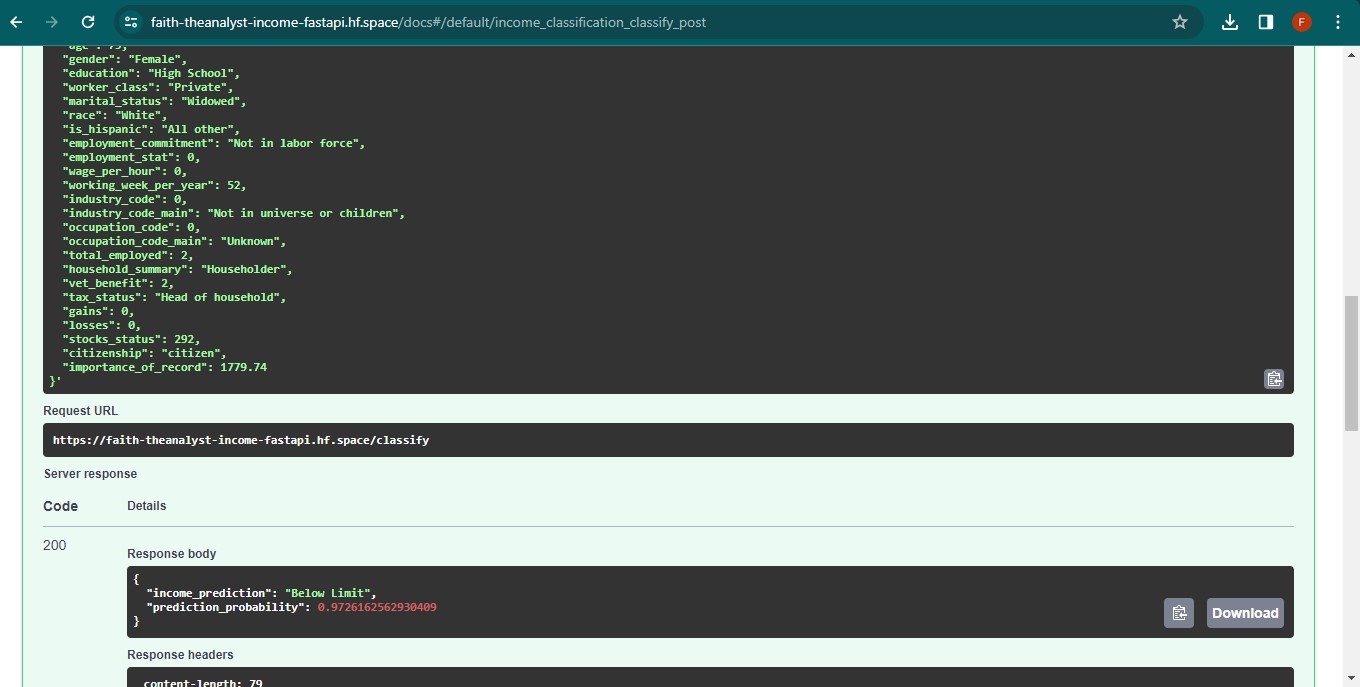 faith-theanalyst-income-fastapi.hf.space/docs#/default/income_classification_classify_post
F
"gender": "Female",
"education": "High School",
"worker_class": "Private",
"marital_status": "Widowed",
"race": "White",
"is_hispanic": "All other",
"employment_commitment": "Not in labor force",
"employment_stat": 0,
"wage_per_hour": 0,
"working_week_per_year": 52,
"industry_code": 0,
"industry_code_main": "Not in universe or children",
"occupation_code": 0,
"occupation_code_main": "Unknown",
"total_employed": 2,
"household_summary": "Householder",
"vet_benefit": 2,
"tax_status": "Head of household",
"gains": 0,
"losses": 0,
"stocks_status": 292,
"citizenship": "citizen",
"importance_of_record": 1779.74
}'
Request URL
https://faith-theanalyst-income-fastapi.hf.space/classify
Server response
Code Details
200
Response body
{
"income_prediction": "Below Limit",
"prediction_probability": 0.9726162562930409
}
Download
Response headers
content-length: 79